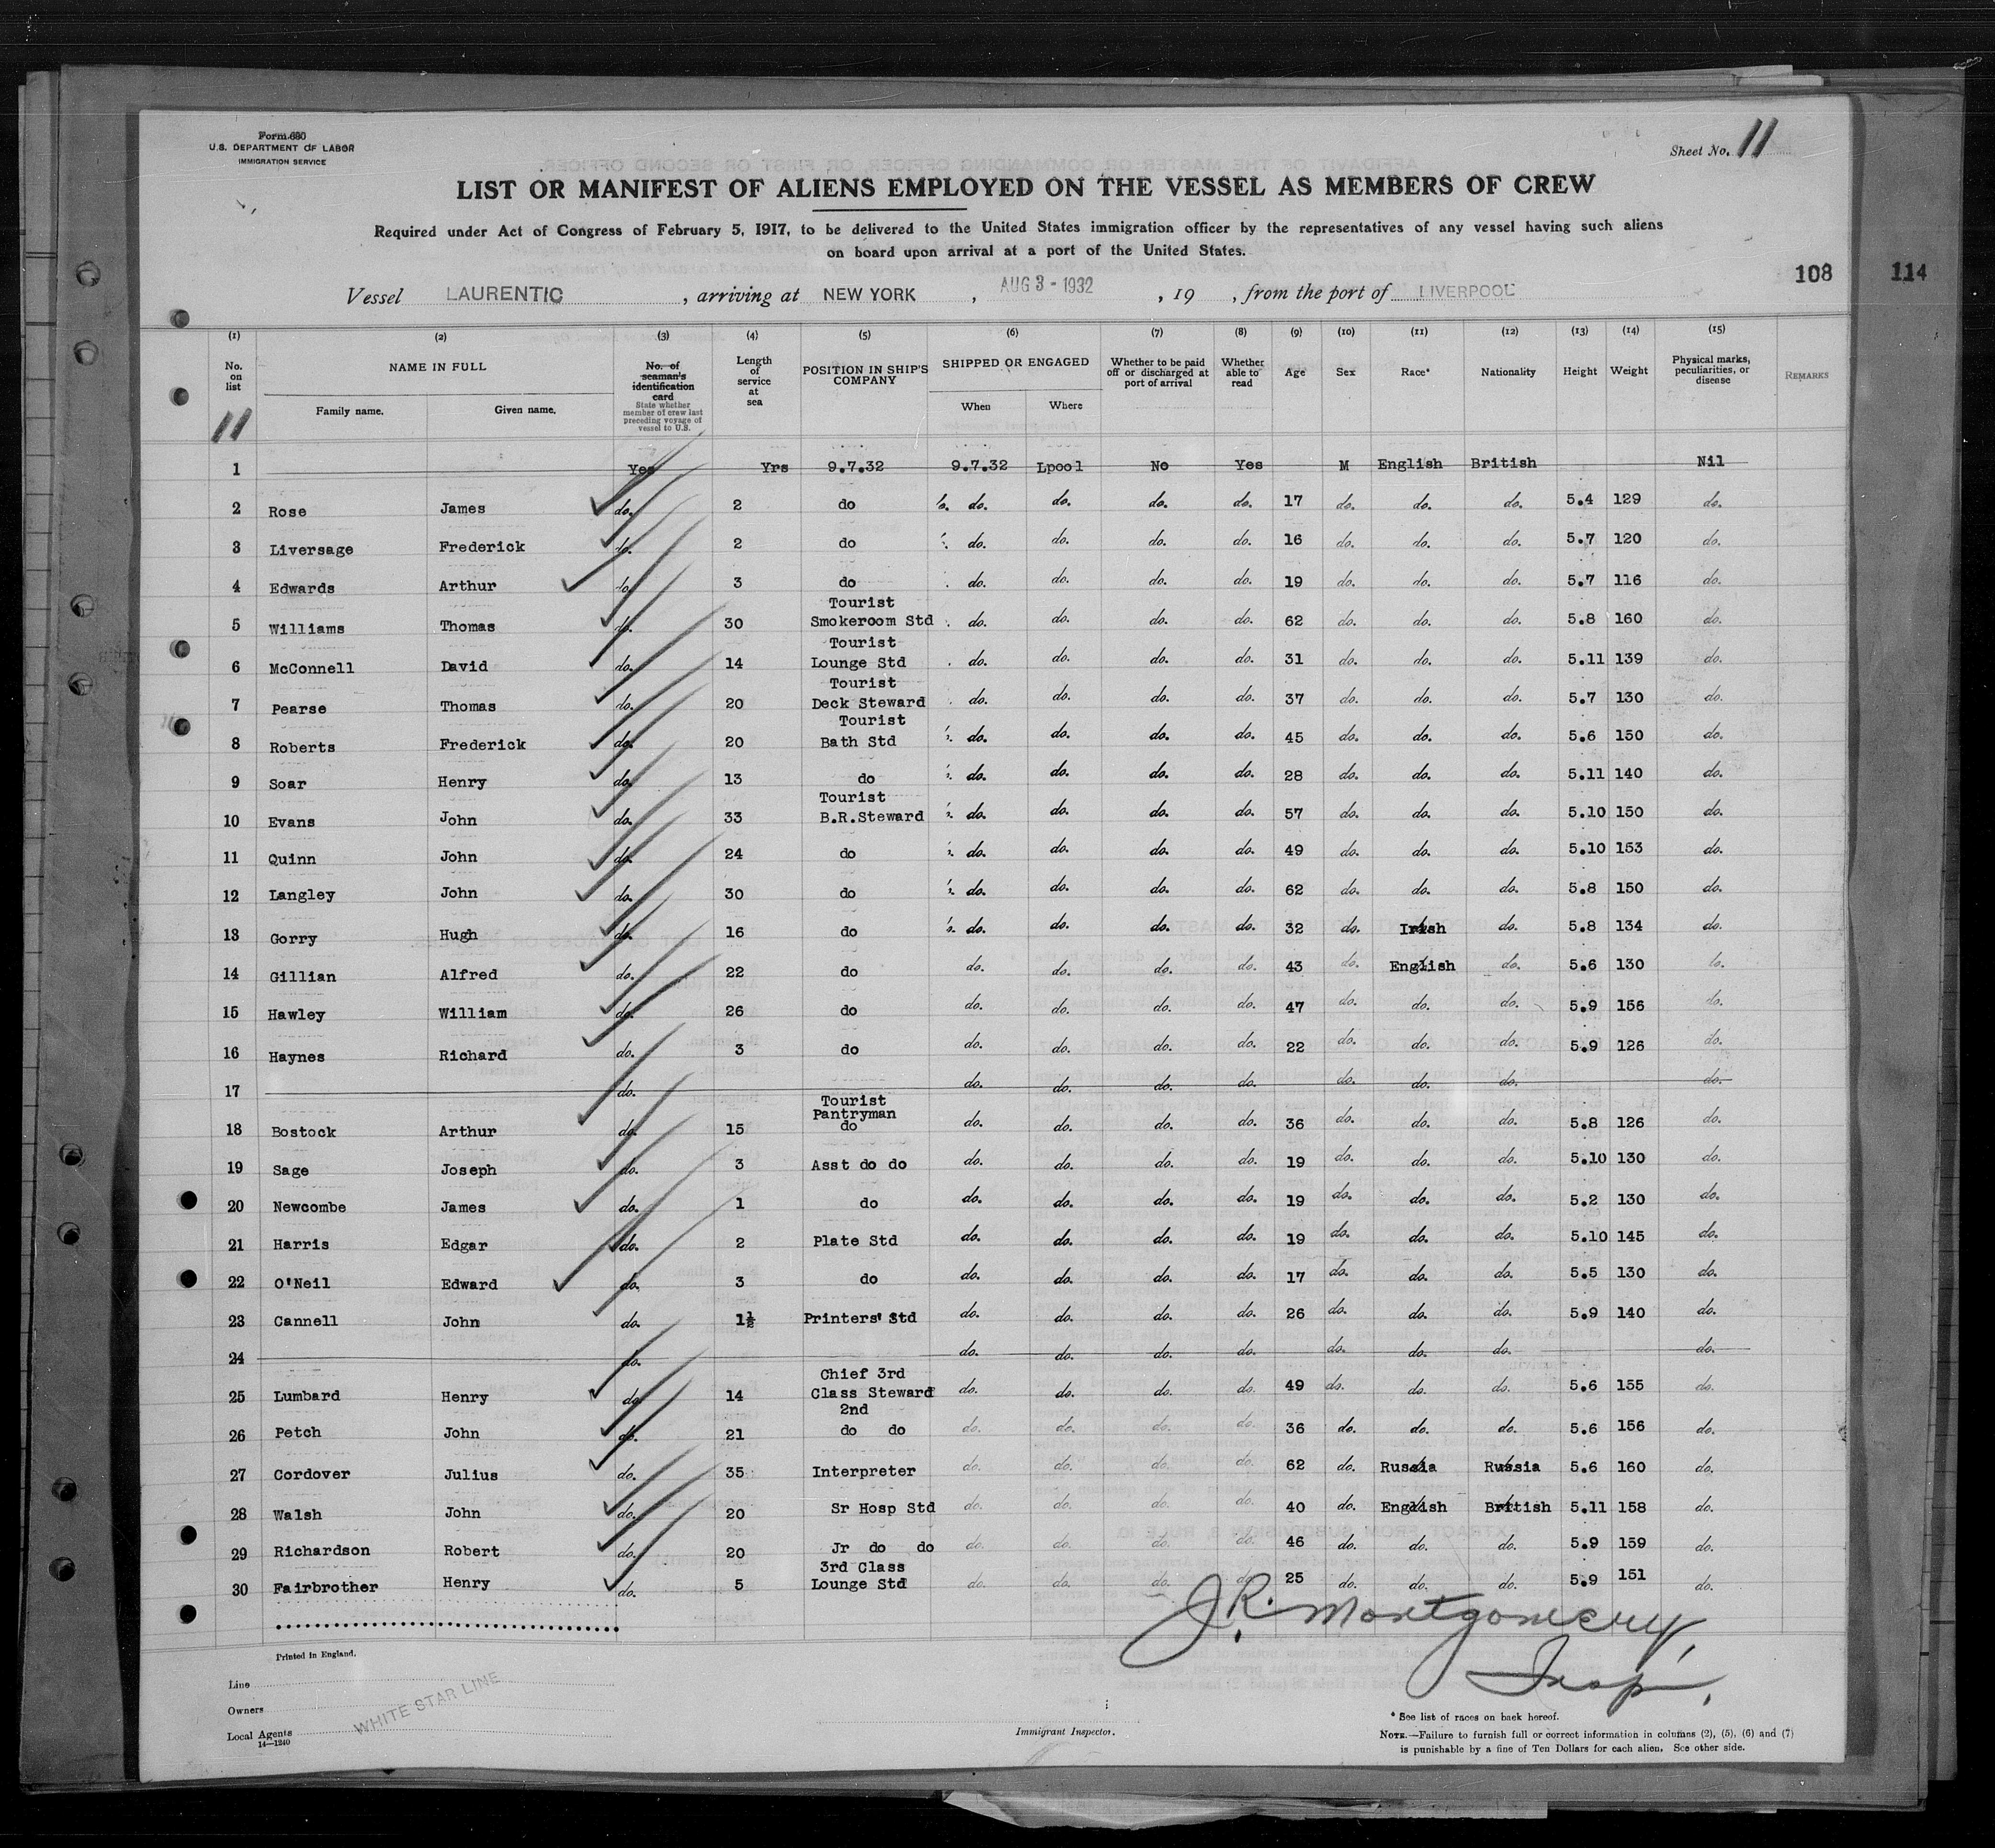 Form 680
U.S. DEPARTMENT OF LABOR
IMMIGRATION SERVICE
Sheet No. 11
LIST OR MANIFEST OF ALIENS EMPLOYED ON THE VESSEL AS MEMBERS OF CREW
Required under Act of Congress of February 5, 1917, to be delivered to the United States immigration officer by the representatives of any vessel having such aliens
on board upon arrival at a port of the United States.
108 114
Vessel LAURENTIC , arriving at NEW YORK , AUG 3 - 1932 , 19 , from the port of LIVERPOOL
(1) (2) (3) (4) (5) (6) (7) (8) (9) (10) (11) (12) (13) (14) (15)
No. on list NAME IN FULL Family name. Given name. No. of seaman's identification card State whether member of crew last preceding voyage of vessel to U.S. Length of service at sea POSITION IN SHIP'S COMPANY SHIPPED OR ENGAGED When Where Whether to be paid off or discharged at port of arrival Whether able to read Age Sex Race* Nationality Height Weight Physical marks, peculiarities, or disease REMARKS
11
1 Yes Yrs 9.7.32 9.7.32 Lpool No Yes M English British Nil
2 Rose James do. 2 do do. do. do. do. 17 do. do. do. 5.4 129 do.
3 Liversage Frederick do. 2 do do. do. do. do. 16 do. do. do. 5.7 120 do.
4 Edwards Arthur do. 3 do do. do. do. do. 19 do. do. do. 5.7 116 do.
5 Williams Thomas do. 30 Tourist Smokeroom Std do. do. do. do. 62 do. do. do. 5.8 160 do.
6 McConnell David do. 14 Tourist Lounge Std do. do. do. do. 31 do. do. do. 5.11 139 do.
7 Pearse Thomas do. 20 Tourist Deck Steward do. do. do. do. 37 do. do. do. 5.7 130 do.
8 Roberts Frederick do. 20 Tourist Bath Std do. do. do. do. 45 do. do. do. 5.6 150 do.
9 Soar Henry do. 13 do do. do. do. do. 28 do. do. do. 5.11 140 do.
10 Evans John do. 33 Tourist B.R.Steward do. do. do. do. 57 do. do. do. 5.10 150 do.
11 Quinn John do. 24 do do. do. do. do. 49 do. do. do. 5.10 153 do.
12 Langley John do. 30 do do. do. do. do. 62 do. do. do. 5.8 150 do.
13 Gorry Hugh do. 16 do do. do. do. do. 32 do. Irish do. 5.8 134 do.
14 Gillian Alfred do. 22 do do. do. do. do. 43 do. English do. 5.6 130 do.
15 Hawley William do. 26 do do. do. do. do. 47 do. do. do. 5.9 156 do.
16 Haynes Richard do. 3 do do. do. do. do. 22 do. do. do. 5.9 126 do.
17 do. do. do. do. do. do. do. do. do.
18 Bostock Arthur do. 15 Tourist Pantryman do do. do. do. do. 36 do. do. do. 5.8 126 do.
19 Sage Joseph do. 3 Asst do do do. do. do. do. 19 do. do. do. 5.10 130 do.
20 Newcombe James do. 1 do do. do. do. do. 19 do. do. do. 5.2 130 do.
21 Harris Edgar do. 2 Plate Std do. do. do. do. 19 do. do. do. 5.10 145 do.
22 O'Neil Edward do. 3 do do. do. do. do. 17 do. do. do. 5.5 130 do.
23 Cannell John do. 1½ Printers' Std do. do. do. do. 26 do. do. do. 5.9 140 do.
24 do. do. do. do. do. do. do. do. do.
25 Lumbard Henry do. 14 Chief 3rd Class Steward do. do. do. do. 49 do. do. do. 5.6 155 do.
26 Petch John do. 21 2nd do do do. do. do. do. 36 do. do. do. 5.6 156 do.
27 Cordover Julius do. 35 Interpreter do. do. do. do. 62 do. Russia Russia 5.6 160 do.
28 Walsh John do. 20 Sr Hosp Std do. do. do. do. 40 do. English British 5.11 158 do.
29 Richardson Robert do. 20 Jr do do do. do. do. do. 46 do. do. do. 5.9 159 do.
30 Fairbrother Henry do. 5 3rd Class Lounge Std do. do. do. do. 25 do. do. do. 5.9 151 do.
J.R. Montgomery,
Insp.
Printed in England.
Line
Owners
Local Agents WHITE STAR LINE
14—1240
Immigrant Inspector.
* See list of races on back hereof.
NOTE.—Failure to furnish full or correct information in columns (2), (5), (6) and (7)
is punishable by a fine of Ten Dollars for each alien. See other side.